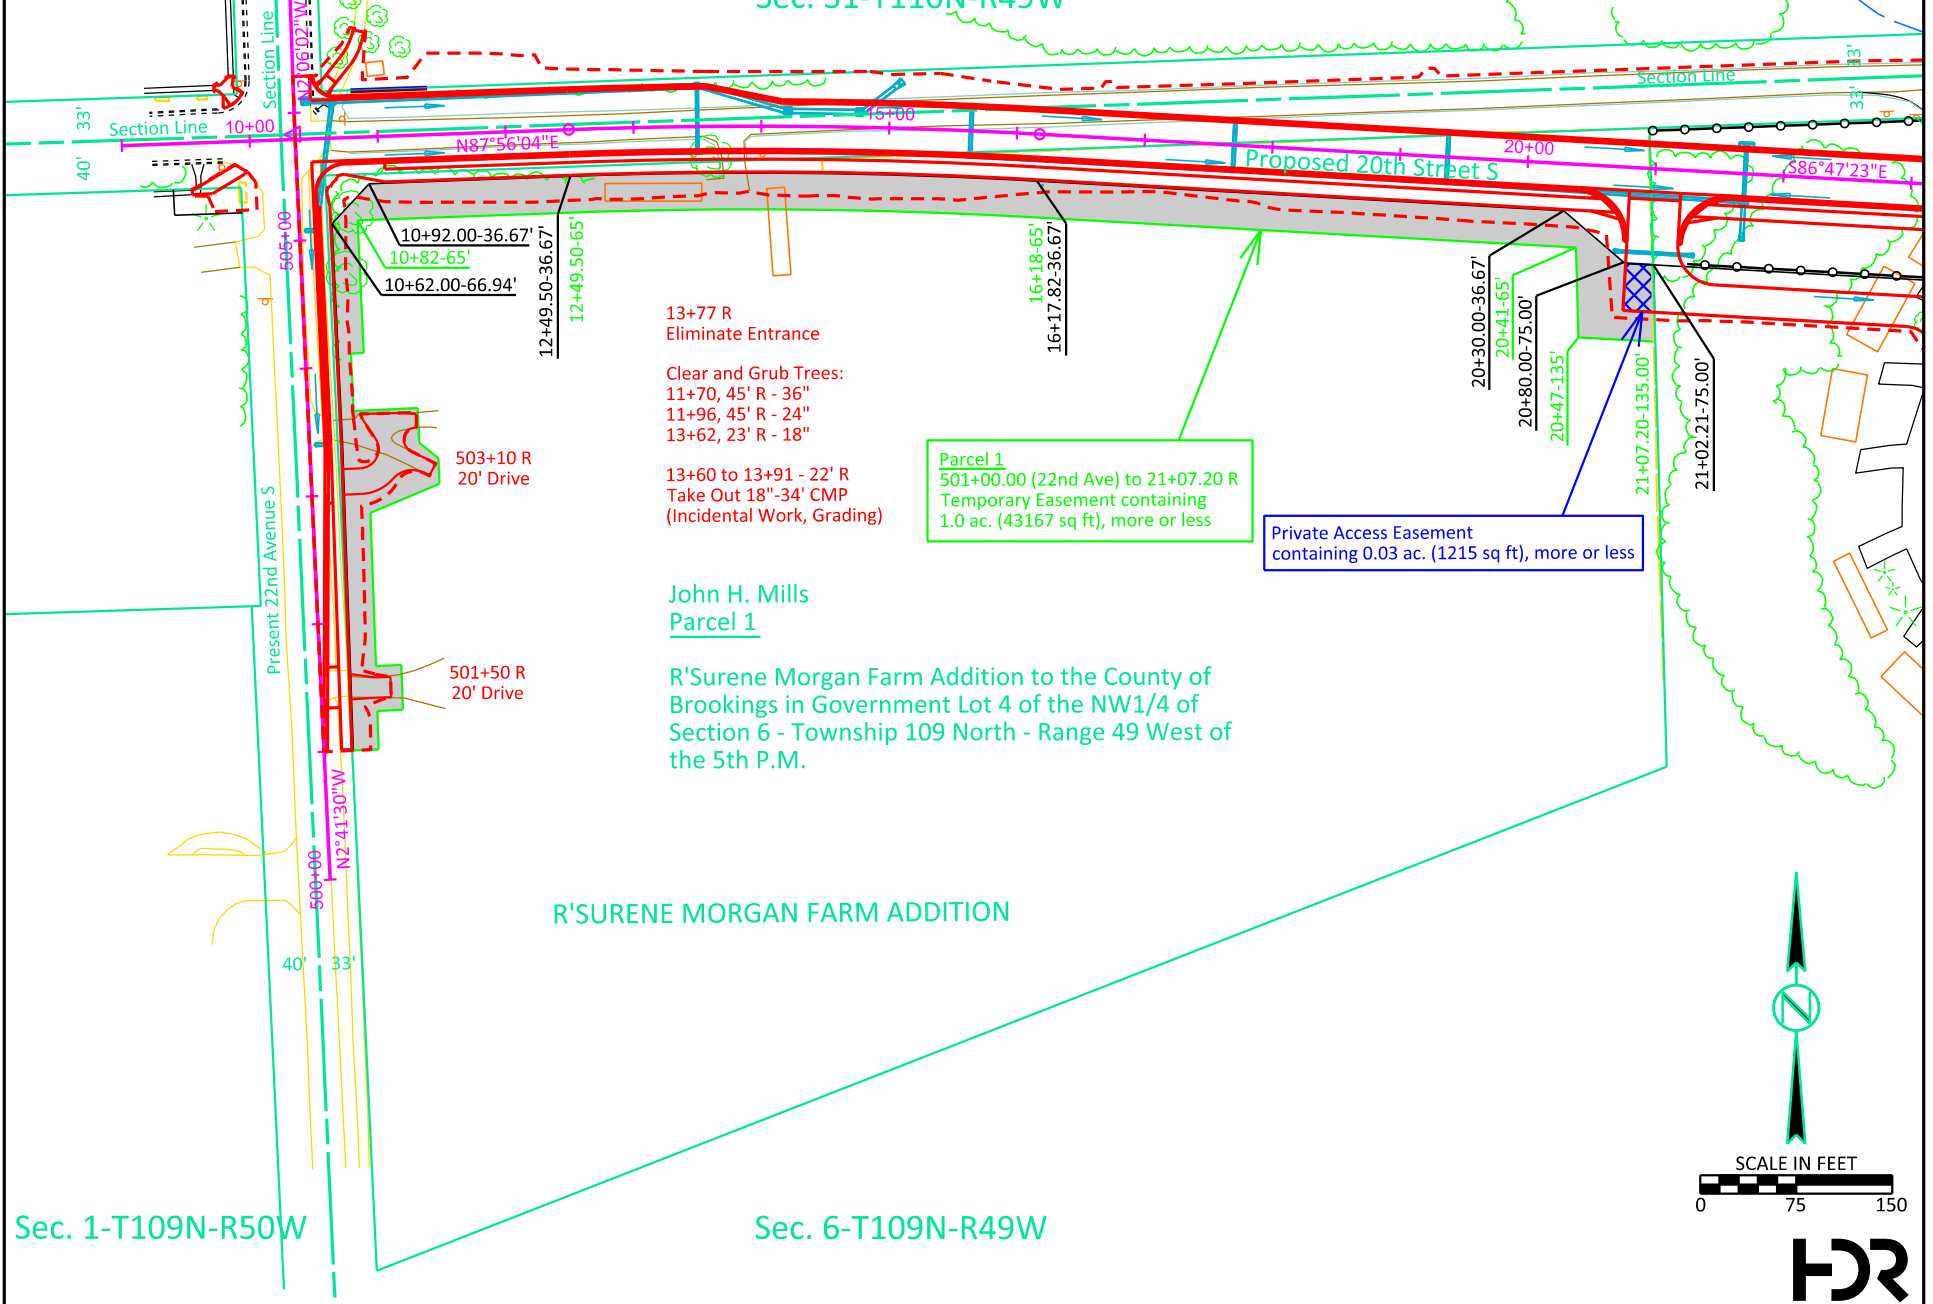 Sec. 31-T110N-R49W
Section Line
N2°06'02"W
33'
40'
Section Line
10+00
N87°56'04"E
15+00
Section Line
33'
33'
Proposed 20th Street S
20+00
S86°47'23"E
505+00
10+92.00-36.67'
10+82-65'
10+62.00-66.94'
12+49.50-36.67'
12+49.50-65'
16+18-65'
16+17.82-36.67'
20+30.00-36.67'
20+41-65'
20+80.00-75.00'
20+47-135'
21+07.20-135.00'
21+02.21-75.00'
13+77 R
Eliminate Entrance
Clear and Grub Trees:
11+70, 45' R - 36"
11+96, 45' R - 24"
13+62, 23' R - 18"
13+60 to 13+91 - 22' R
Take Out 18"-34' CMP
(Incidental Work, Grading)
503+10 R
20' Drive
Parcel 1
501+00.00 (22nd Ave) to 21+07.20 R
Temporary Easement containing
1.0 ac. (43167 sq ft), more or less
Private Access Easement
containing 0.03 ac. (1215 sq ft), more or less
Present 22nd Avenue S
John H. Mills
Parcel 1
501+50 R
20' Drive
R'Surene Morgan Farm Addition to the County of
Brookings in Government Lot 4 of the NW1/4 of
Section 6 - Township 109 North - Range 49 West of
the 5th P.M.
N2°41'30"W
500+00
R'SURENE MORGAN FARM ADDITION
40'
33'
N
SCALE IN FEET
0
75
150
Sec. 1-T109N-R50W
Sec. 6-T109N-R49W
HDR